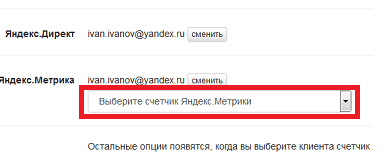 Яндекс.Директ ivan.ivanov@yandex.ru сменить
Яндекс.Метрика ivan.ivanov@yandex.ru сменить
Выберите счетчик Яндекс.Метрики
Остальные опции появятся, когда вы выберите клиента счетчик